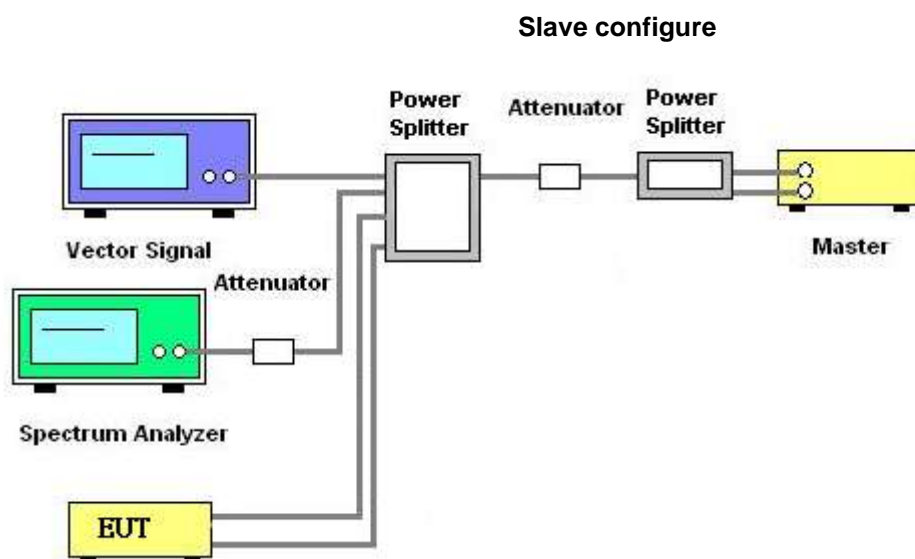 Slave configure
Power
Splitter
Attenuator
Power
Splitter
Vector Signal
Master
Attenuator
Spectrum Analyzer
EUT